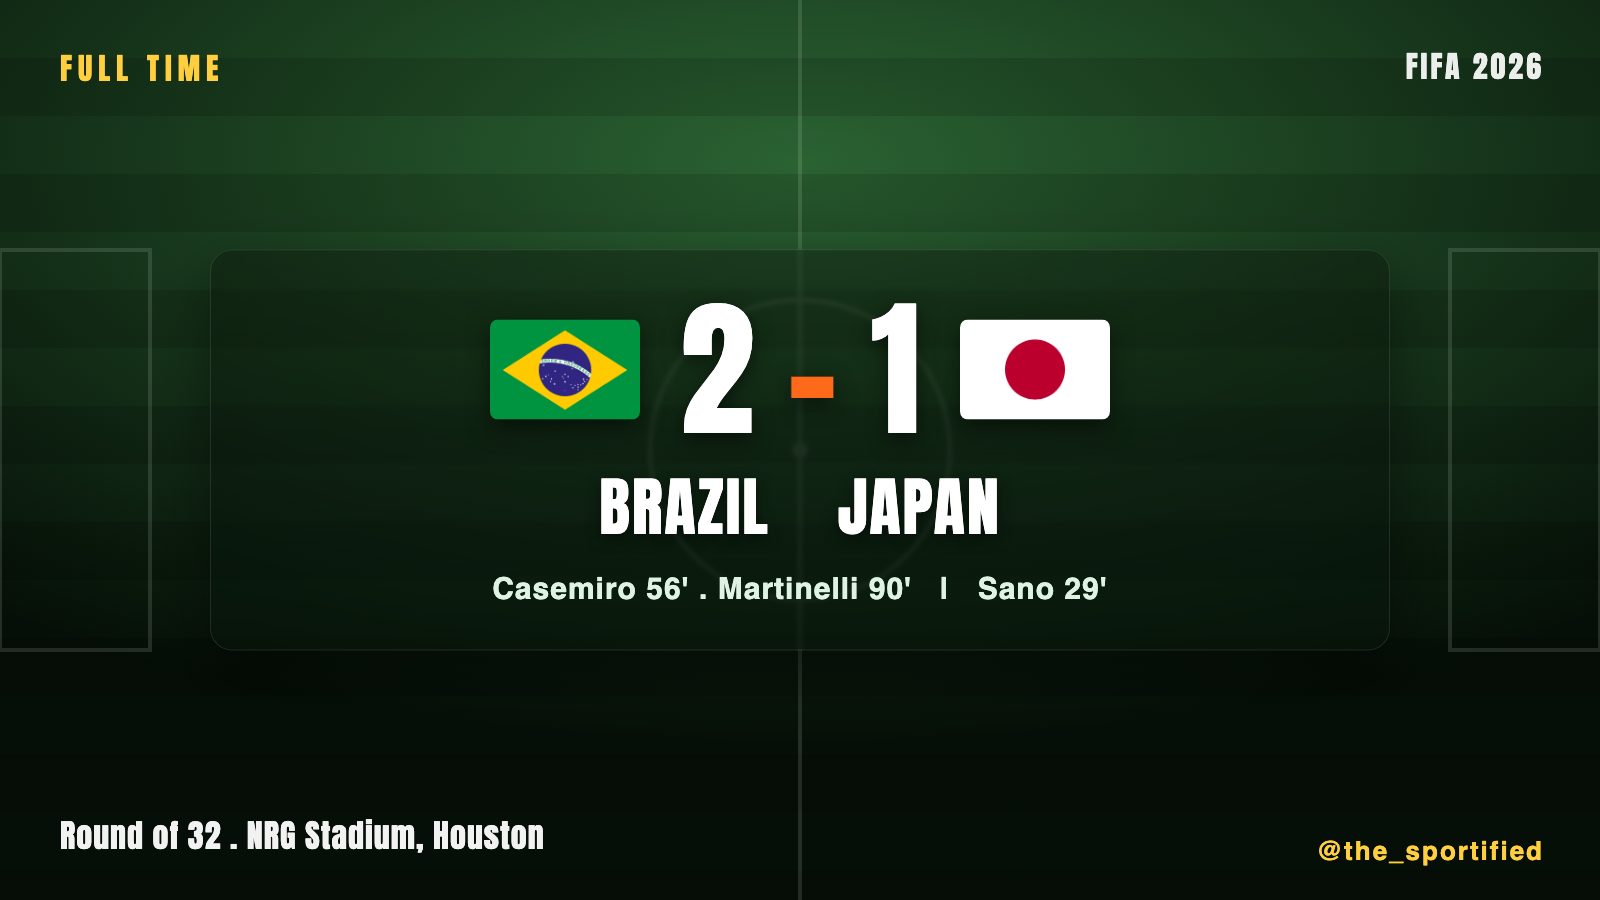 FULL TIME
FIFA 2026
2 - 1
BRAZIL JAPAN
Casemiro 56' . Martinelli 90' | Sano 29'
Round of 32 . NRG Stadium, Houston
@the_sportified